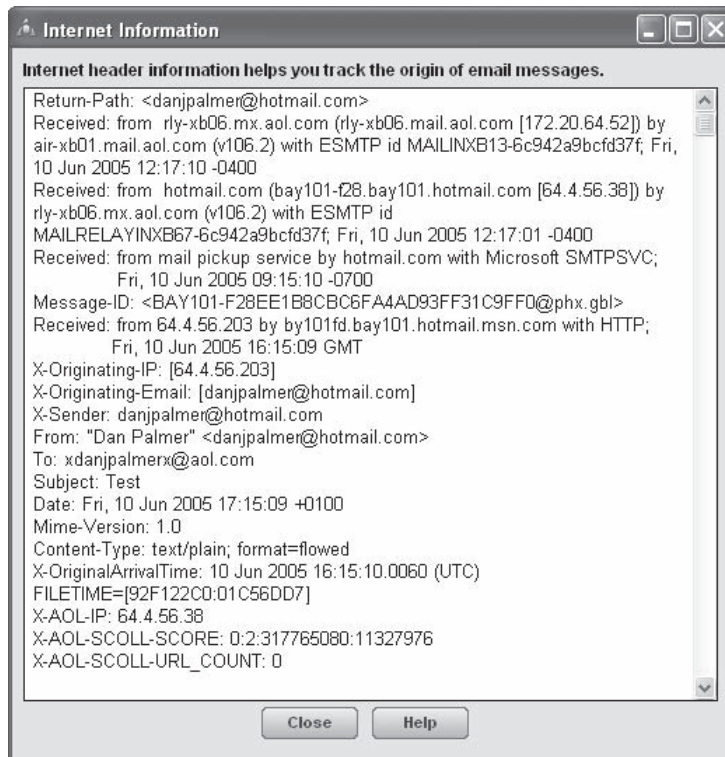 Internet Information
Internet header information helps you track the origin of email messages.
Return-Path: <danjpalmer@hotmail.com>
Received: from rly-xb06.mx.aol.com (rly-xb06.mail.aol.com [172.20.64.52]) by
air-xb01.mail.aol.com (v106.2) with ESMTP id MAILINXB13-6c942a9bcfd37f; Fri,
10 Jun 2005 12:17:10 -0400
Received: from hotmail.com (bay101-f28.bay101.hotmail.com [64.4.56.38]) by
rly-xb06.mx.aol.com (v106.2) with ESMTP id
MAILRELAYINXB67-6c942a9bcfd37f; Fri, 10 Jun 2005 12:17:01 -0400
Received: from mail pickup service by hotmail.com with Microsoft SMTPSVC;
Fri, 10 Jun 2005 09:15:10 -0700
Message-ID: <BAY101-F28EE1B8CBC6FA4AD93FF31C9FF0@phx.gbl>
Received: from 64.4.56.203 by by101fd.bay101.hotmail.msn.com with HTTP;
Fri, 10 Jun 2005 16:15:09 GMT
X-Originating-IP: [64.4.56.203]
X-Originating-Email: [danjpalmer@hotmail.com]
X-Sender: danjpalmer@hotmail.com
From: "Dan Palmer" <danjpalmer@hotmail.com>
To: xdanjpalmerx@aol.com
Subject: Test
Date: Fri, 10 Jun 2005 17:15:09 +0100
Mime-Version: 1.0
Content-Type: text/plain; format=flowed
X-OriginalArrivalTime: 10 Jun 2005 16:15:10.0060 (UTC)
FILETIME=[92F122C0:01C56DD7]
X-AOL-IP: 64.4.56.38
X-AOL-SCOLL-SCORE: 0:2:317765080:11327976
X-AOL-SCOLL-URL_COUNT: 0
Close Help